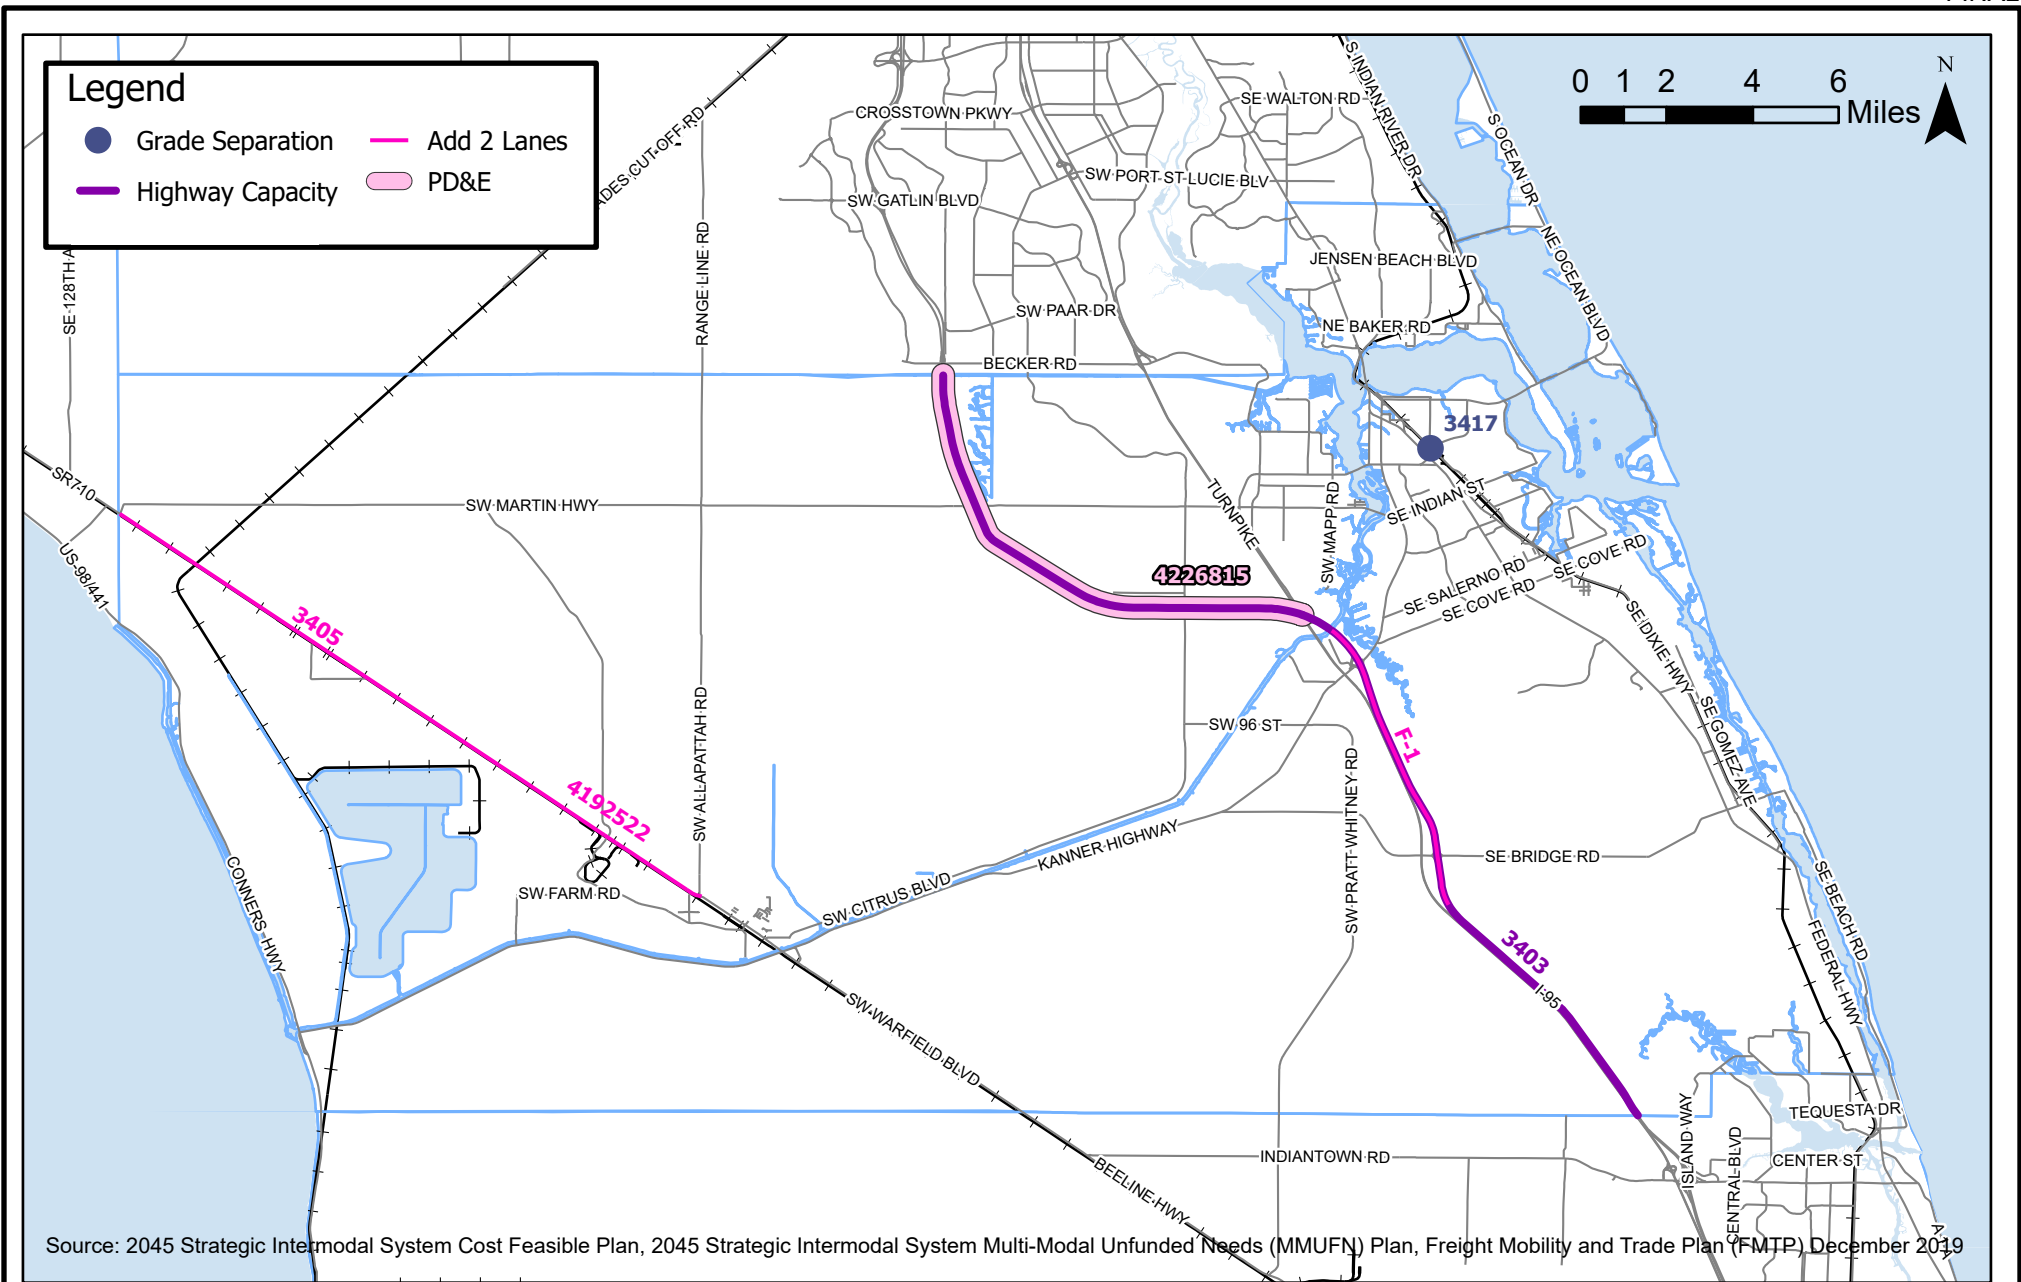 Legend
Grade Separation
Add 2 Lanes
Highway Capacity
PD&E
0 1 2 4 6
Miles
N
ADES CUT-OFF RD
CROSSTOWN PKWY
SE WALTON RD
S INDIAN RIVER DR
S OCEAN DR
SW PORT ST LUCIE BLV
SW GATLIN BLVD
SE 128TH A
RANGE LINE RD
JENSEN BEACH BLVD
NE OCEAN BLVD
SW PAAR DR
NE BAKER RD
BECKER RD
3417
SR710
SW MARTIN HWY
TURNPIKE
SW MAPP RD
SE INDIAN ST
US-98/441
4226815
SE SALERNO RD
SE COVE RD
SE COVE RD
3405
SE DIXIE HWY
SW ALLAPATTAH RD
SW 96 ST
F-1
SE GOMEZ AVE
4192522
SW PRATT WHITNEY RD
KANNER HIGHWAY
SE BRIDGE RD
CONNERS HWY
SW FARM RD
SW CITRUS BLVD
SE BEACH RD
3403
I-95
FEDERAL HWY
SW WARFIELD BLVD
TEQUESTA DR
ISLAND WAY
CENTRAL BLVD
INDIANTOWN RD
CENTER ST
BEELINE HWY
A1A
Source: 2045 Strategic Intermodal System Cost Feasible Plan, 2045 Strategic Intermodal System Multi-Modal Unfunded Needs (MMUFN) Plan, Freight Mobility and Trade Plan (FMTP) December 2019